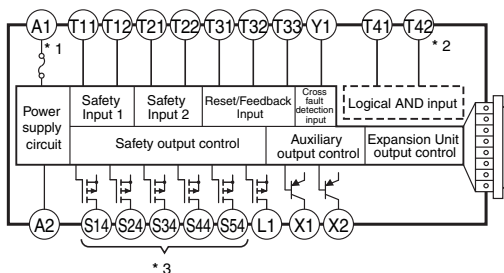 A1 T11 T12 T21 T22 T31 T32 T33 Y1 T41 T42
* 1
* 2
Power supply circuit
Safety Input 1
Safety Input 2
Reset/Feedback Input
Cross fault detection input
Logical AND input
Safety output control
Auxiliary output control
Expansion Unit output control
A2 S14 S24 S34 S44 S54 L1 X1 X2
* 3